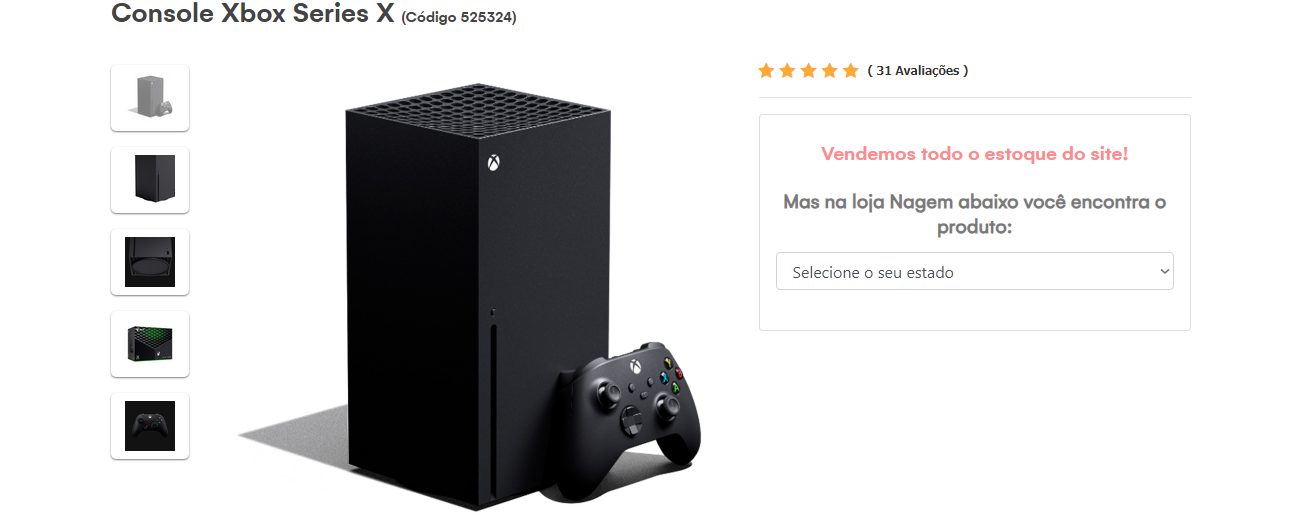 Console Xbox Series X (Código 525324)
( 31 Avaliações )
Vendemos todo o estoque do site!
Mas na loja Nagem abaixo você encontra o
produto:
Selecione o seu estado